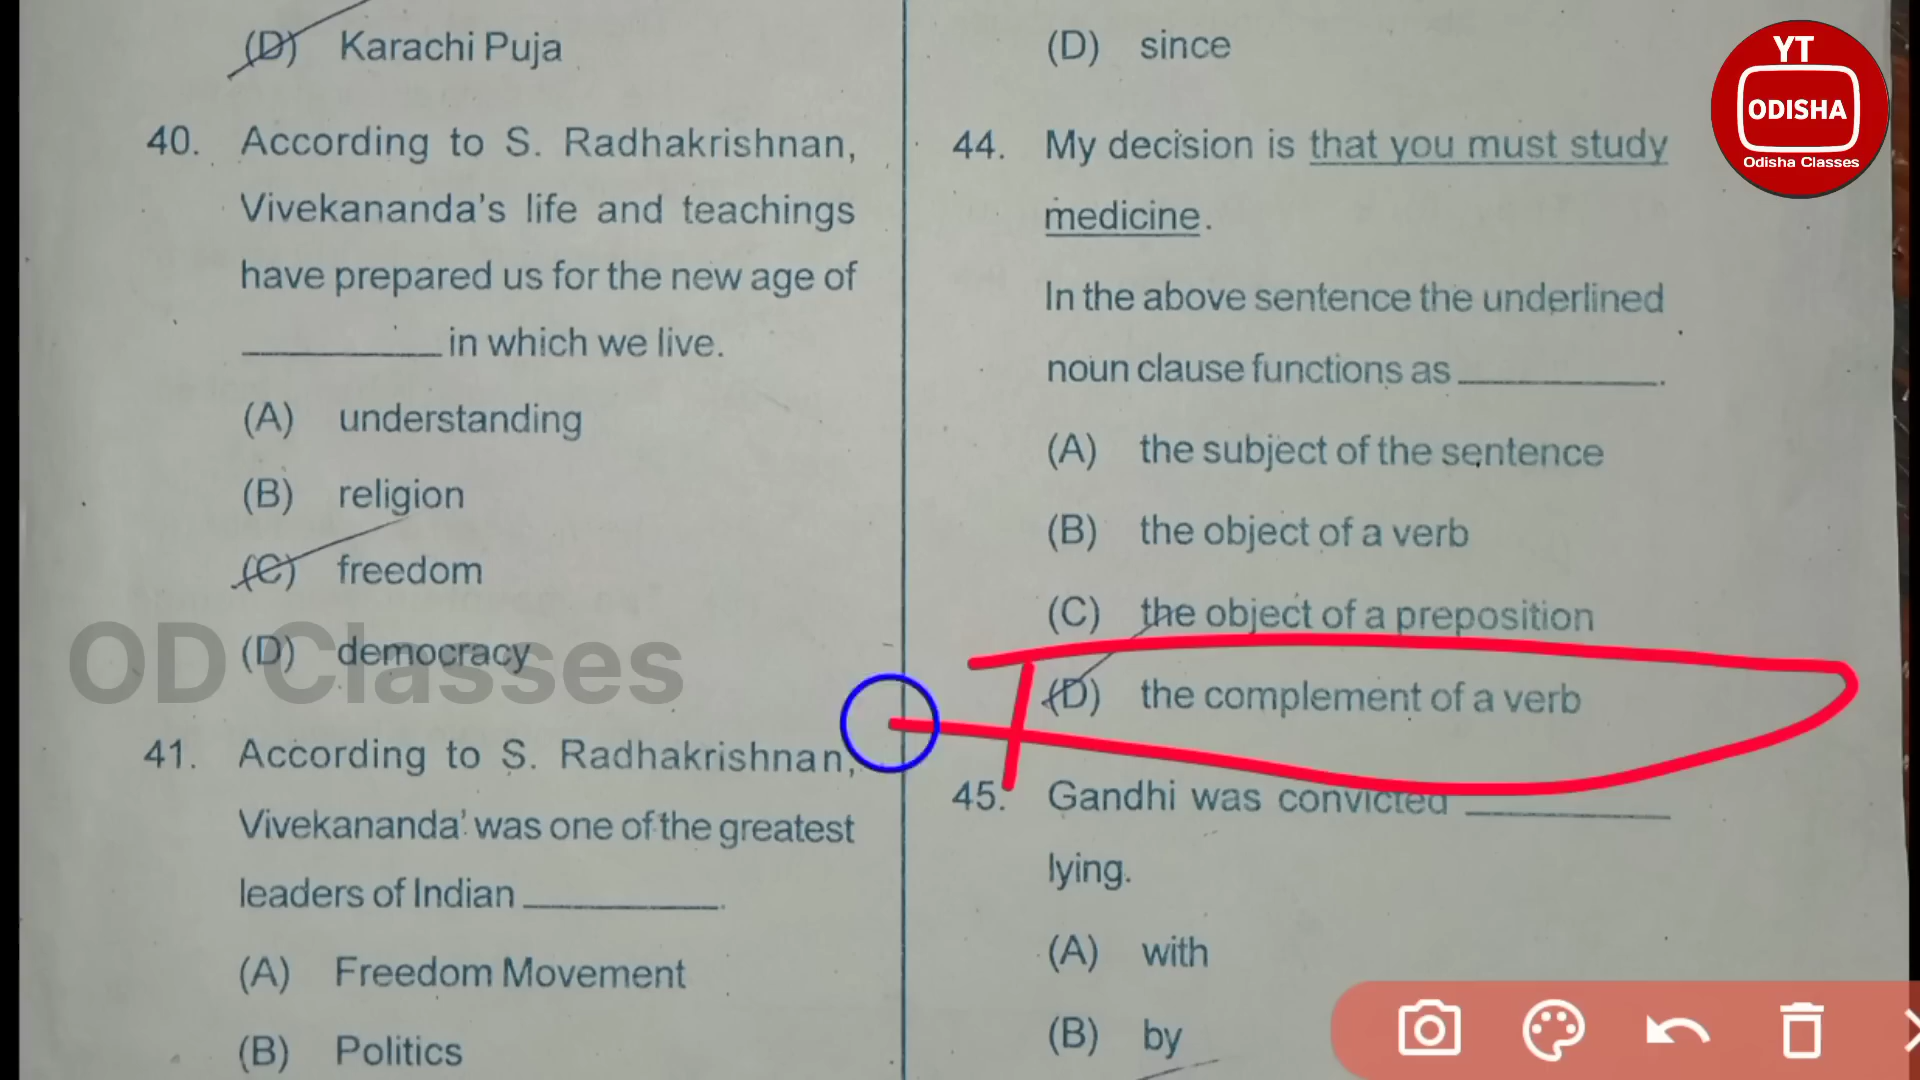 (D) Karachi Puja
40. According to S. Radhakrishnan,
Vivekananda's life and teachings
have prepared us for the new age of
__________ in which we live.
(A) understanding
(B) religion
(C) freedom
(D) democracy
OD Classes
41. According to S. Radhakrishnan,
Vivekananda' was one of the greatest
leaders of Indian __________.
(A) Freedom Movement
(B) Politics
(D) since
44. My decision is that you must study
medicine.
In the above sentence the underlined
noun clause functions as __________.
(A) the subject of the sentence
(B) the object of a verb
(C) the object of a preposition
(D) the complement of a verb
45. Gandhi was convicted __________
lying.
(A) with
(B) by
YT
ODISHA
Odisha Classes